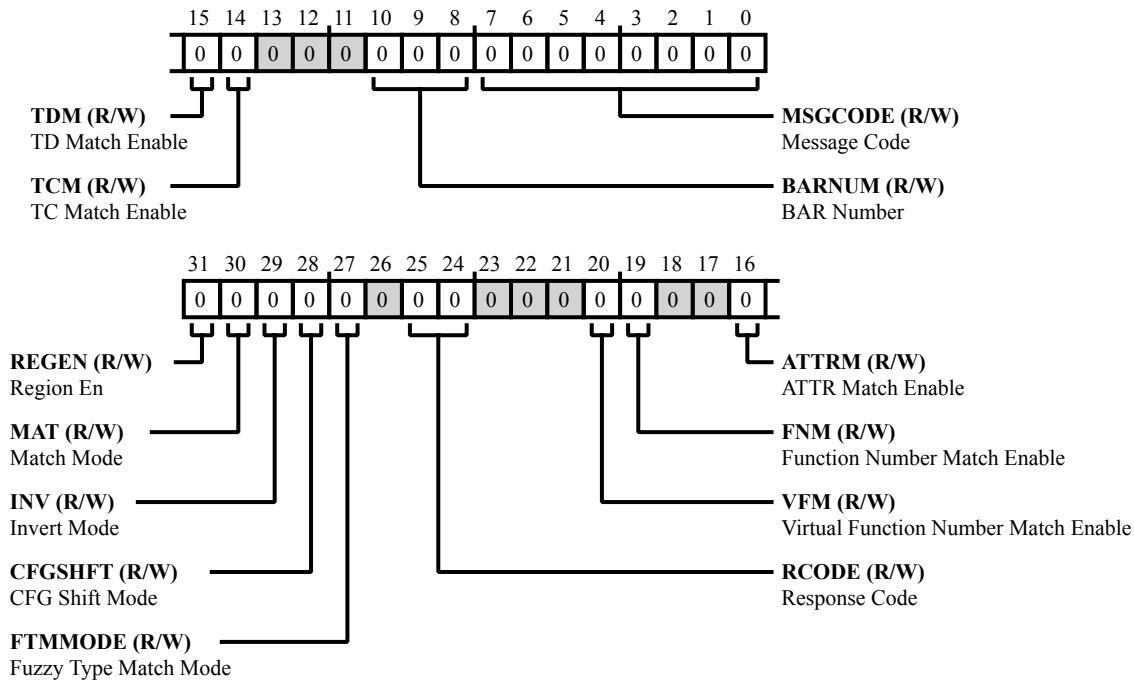 15 14 13 12 11 10 9 8 7 6 5 4 3 2 1 0
0 0 0 0 0 0 0 0 0 0 0 0 0 0 0 0
TDM (R/W)
TD Match Enable
MSGCODE (R/W)
Message Code
TCM (R/W)
TC Match Enable
BARNUM (R/W)
BAR Number
31 30 29 28 27 26 25 24 23 22 21 20 19 18 17 16
0 0 0 0 0 0 0 0 0 0 0 0 0 0 0 0
REGEN (R/W)
Region En
ATTRM (R/W)
ATTR Match Enable
MAT (R/W)
Match Mode
FNM (R/W)
Function Number Match Enable
INV (R/W)
Invert Mode
VFM (R/W)
Virtual Function Number Match Enable
CFGSHFT (R/W)
CFG Shift Mode
RCODE (R/W)
Response Code
FTMMODE (R/W)
Fuzzy Type Match Mode